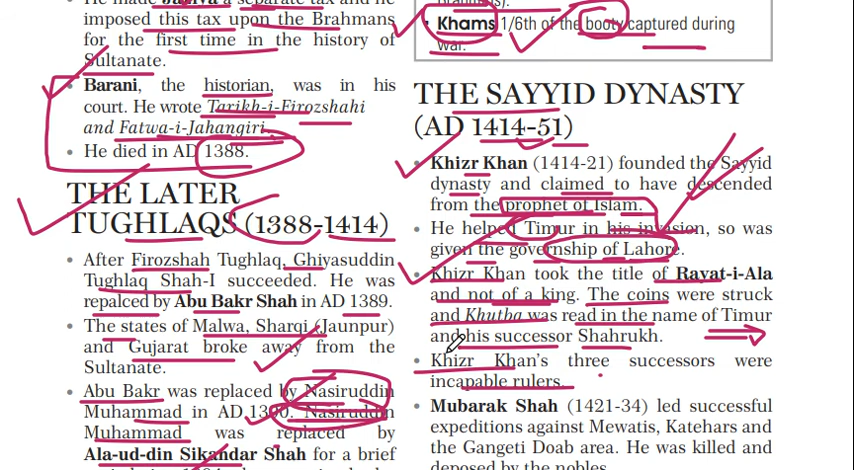 He made Jaziya a separate tax and he
imposed this tax upon the Brahmans
for the first time in the history of
Sultanate.
• Barani, the historian, was in his
court. He wrote Tarikh-i-Firozshahi
and Fatwa-i-Jahangiri.
• He died in AD 1388.
THE LATER
TUGHLAQS (1388-1414)
• After Firozshah Tughlaq, Ghiyasuddin
Tughlaq Shah-I succeeded. He was
repalced by Abu Bakr Shah in AD 1389.
• The states of Malwa, Sharqi (Jaunpur)
and Gujarat broke away from the
Sultanate.
• Abu Bakr was replaced by Nasiruddin
Muhammad in AD 1390. Nasiruddin
Muhammad was replaced by
Ala-ud-din Sikandar Shah for a brief
• Khams 1/6th of the booty captured during
war.
THE SAYYID DYNASTY
(AD 1414-51)
• Khizr Khan (1414-21) founded the Sayyid
dynasty and claimed to have descended
from the prophet of Islam.
• He helped Timur in his invasion, so was
given the governship of Lahore.
• Khizr Khan took the title of Rayat-i-Ala
and not of a king. The coins were struck
and Khutba was read in the name of Timur
and his successor Shahrukh.
• Khizr Khan's three successors were
incapable rulers.
• Mubarak Shah (1421-34) led successful
expeditions against Mewatis, Katehars and
the Gangeti Doab area. He was killed and
deposed by the nobles.